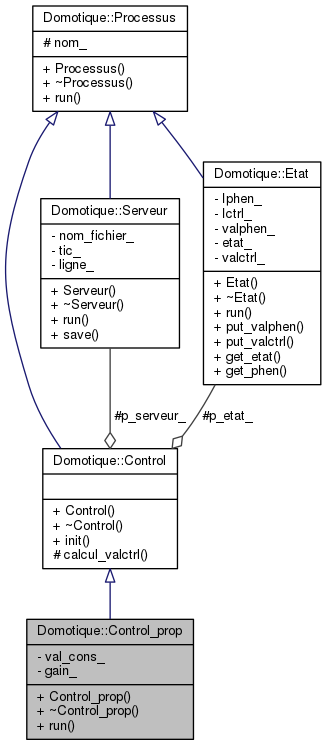 Domotique::Processus
# nom_
+ Processus()
+ ~Processus()
+ run()
Domotique::Serveur
- nom_fichier_
- tic_
- ligne_
+ Serveur()
+ ~Serveur()
+ run()
+ save()
Domotique::Etat
- Iphen_
- Ictrl_
- valphen_
- etat_
- valctrl_
+ Etat()
+ ~Etat()
+ run()
+ put_valphen()
+ put_valctrl()
+ get_etat()
+ get_phen()
#p_serveur_
#p_etat_
Domotique::Control
+ Control()
+ ~Control()
+ init()
# calcul_valctrl()
Domotique::Control_prop
- val_cons_
- gain_
+ Control_prop()
+ ~Control_prop()
+ run()